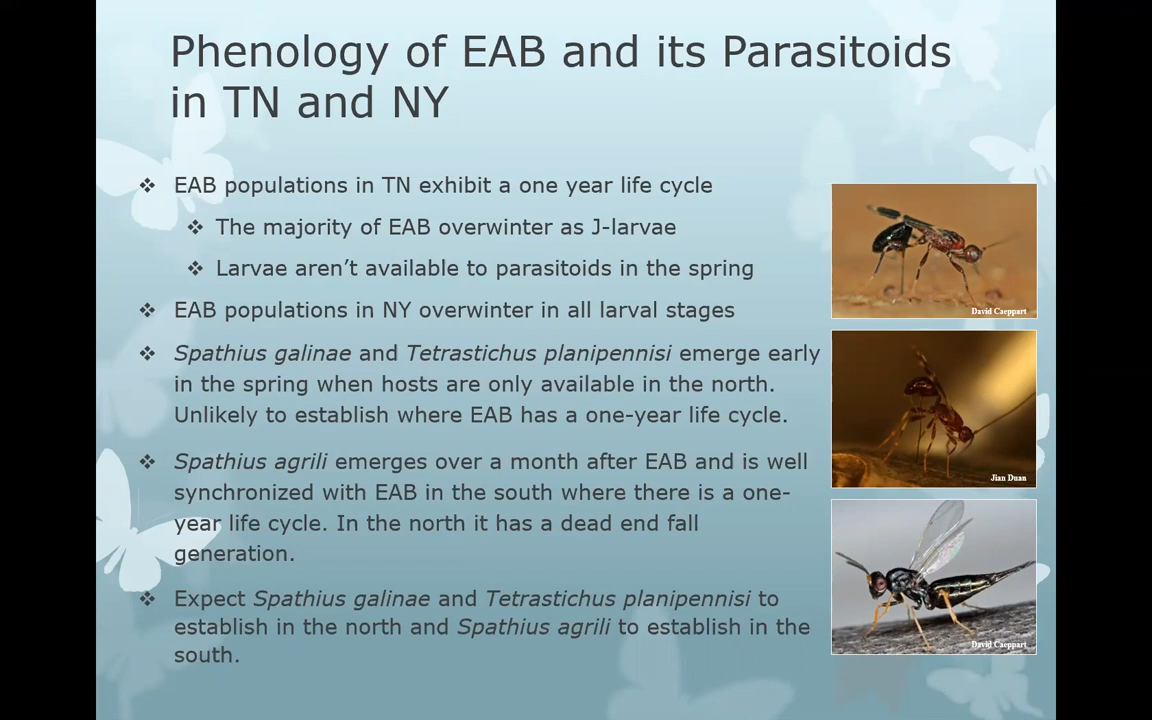 Phenology of EAB and its Parasitoids
in TN and NY
EAB populations in TN exhibit a one year life cycle
The majority of EAB overwinter as J-larvae
Larvae aren't available to parasitoids in the spring
EAB populations in NY overwinter in all larval stages
Spathius galinae and Tetrastichus planipennisi emerge early
in the spring when hosts are only available in the north.
Unlikely to establish where EAB has a one-year life cycle.
Spathius agrili emerges over a month after EAB and is well
synchronized with EAB in the south where there is a one-
year life cycle. In the north it has a dead end fall
generation.
Expect Spathius galinae and Tetrastichus planipennisi to
establish in the north and Spathius agrili to establish in the
south.
David Caeppart
Jian Duan
David Caeppart